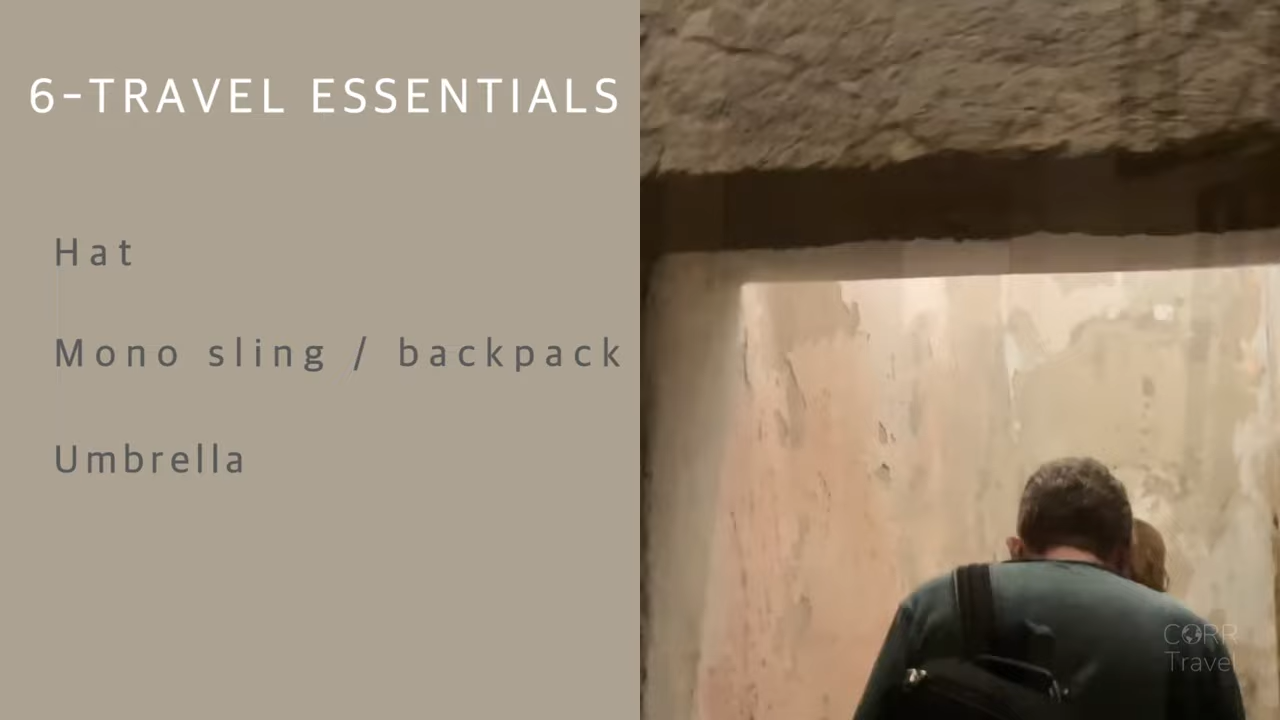 6-TRAVEL ESSENTIALS
Hat
Mono sling / backpack
Umbrella
CORR
Travel